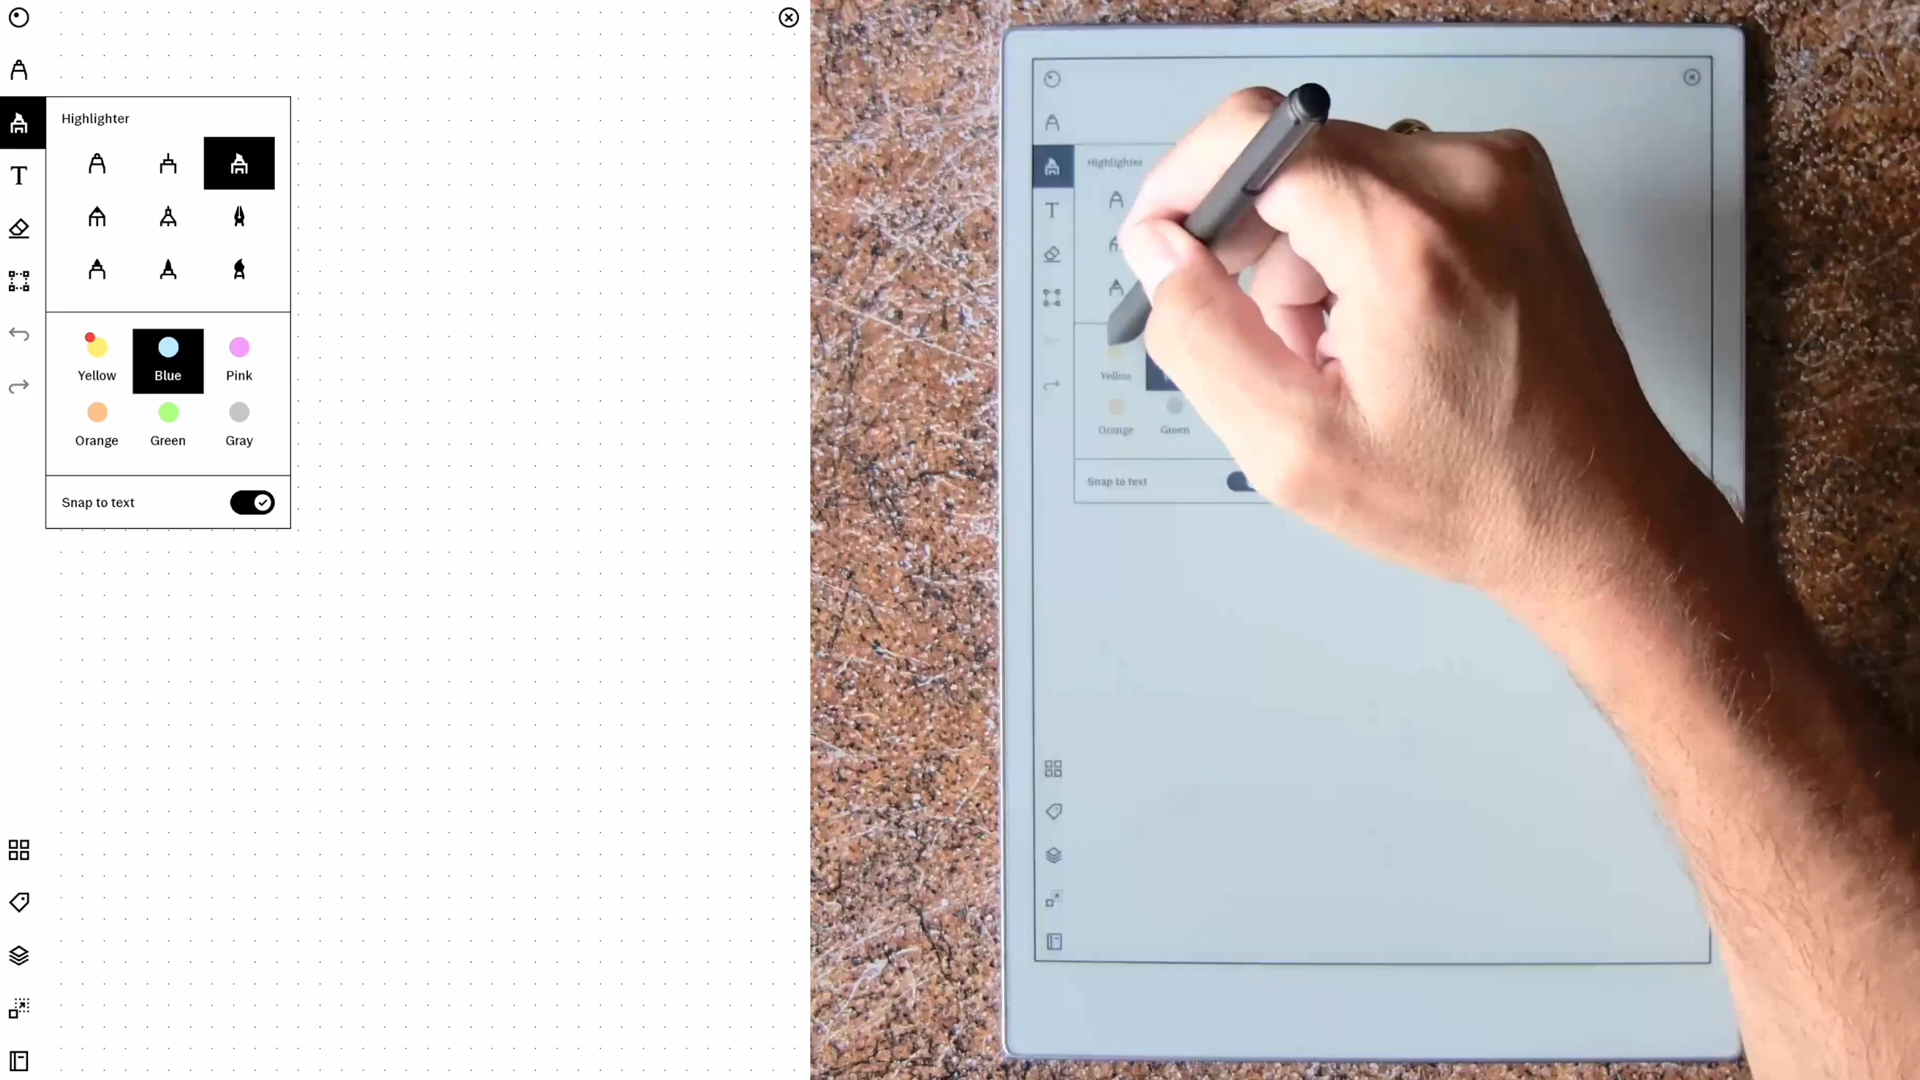 T
Highlighter
Yellow Blue Pink
Orange Green Gray
Snap to text
Highlighter
T
Yellow
Orange Green
Snap to text